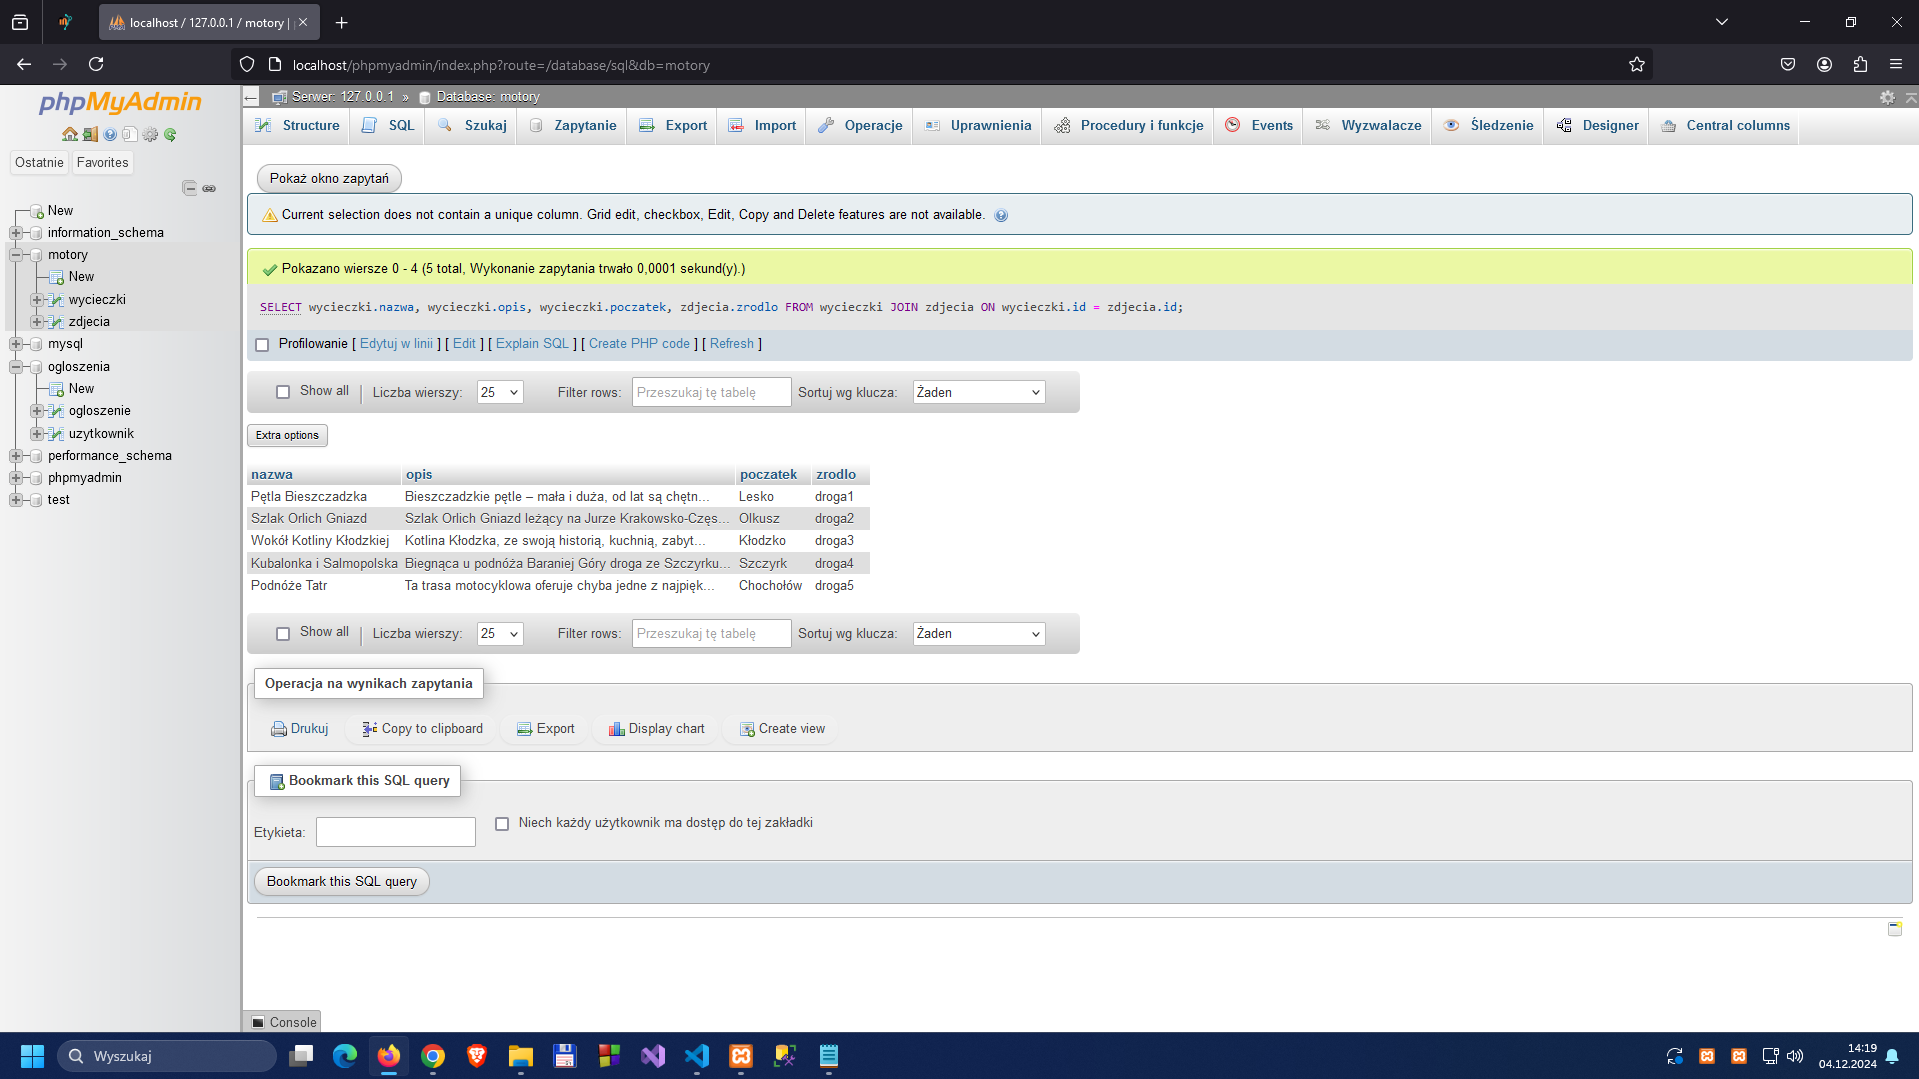 localhost / 127.0.0.1 / motory |
localhost/phpmyadmin/index.php?route=/database/sql&db=motory
phpMyAdmin
Ostatnie
Favorites
New
information_schema
motory
New
wycieczki
zdjecia
mysql
ogloszenia
New
ogloszenie
uzytkownik
performance_schema
phpmyadmin
test
Serwer: 127.0.0.1 » Database: motory
Structure SQL Szukaj Zapytanie Export Import Operacje Uprawnienia Procedury i funkcje Events Wyzwalacze Śledzenie Designer Central columns
Pokaż okno zapytań
Current selection does not contain a unique column. Grid edit, checkbox, Edit, Copy and Delete features are not available.
Pokazano wiersze 0 - 4 (5 total, Wykonanie zapytania trwało 0,0001 sekund(y).)
SELECT wycieczki.nazwa, wycieczki.opis, wycieczki.poczatek, zdjecia.zrodlo FROM wycieczki JOIN zdjecia ON wycieczki.id = zdjecia.id;
Profilowanie [ Edytuj w linii ] [ Edit ] [ Explain SQL ] [ Create PHP code ] [ Refresh ]
Show all | Liczba wierszy: 25 Filter rows: Przeszukaj tę tabelę Sortuj wg klucza: Żaden
Extra options
nazwa opis poczatek zrodlo
Pętla Bieszczadzka Bieszczadzkie pętle – mała i duża, od lat są chętn... Lesko droga1
Szlak Orlich Gniazd Szlak Orlich Gniazd leżący na Jurze Krakowsko-Częs... Olkusz droga2
Wokół Kotliny Kłodzkiej Kotlina Kłodzka, ze swoją historią, kuchnią, zabyt... Kłodzko droga3
Kubalonka i Salmopolska Biegnąca u podnóża Baraniej Góry droga ze Szczyrku... Szczyrk droga4
Podnóże Tatr Ta trasa motocyklowa oferuje chyba jedne z najpięk... Chochołów droga5
Show all | Liczba wierszy: 25 Filter rows: Przeszukaj tę tabelę Sortuj wg klucza: Żaden
Operacja na wynikach zapytania
Drukuj Copy to clipboard Export Display chart Create view
Bookmark this SQL query
Etykieta: Niech każdy użytkownik ma dostęp do tej zakładki
Bookmark this SQL query
Console
Wyszukaj
14:19
04.12.2024